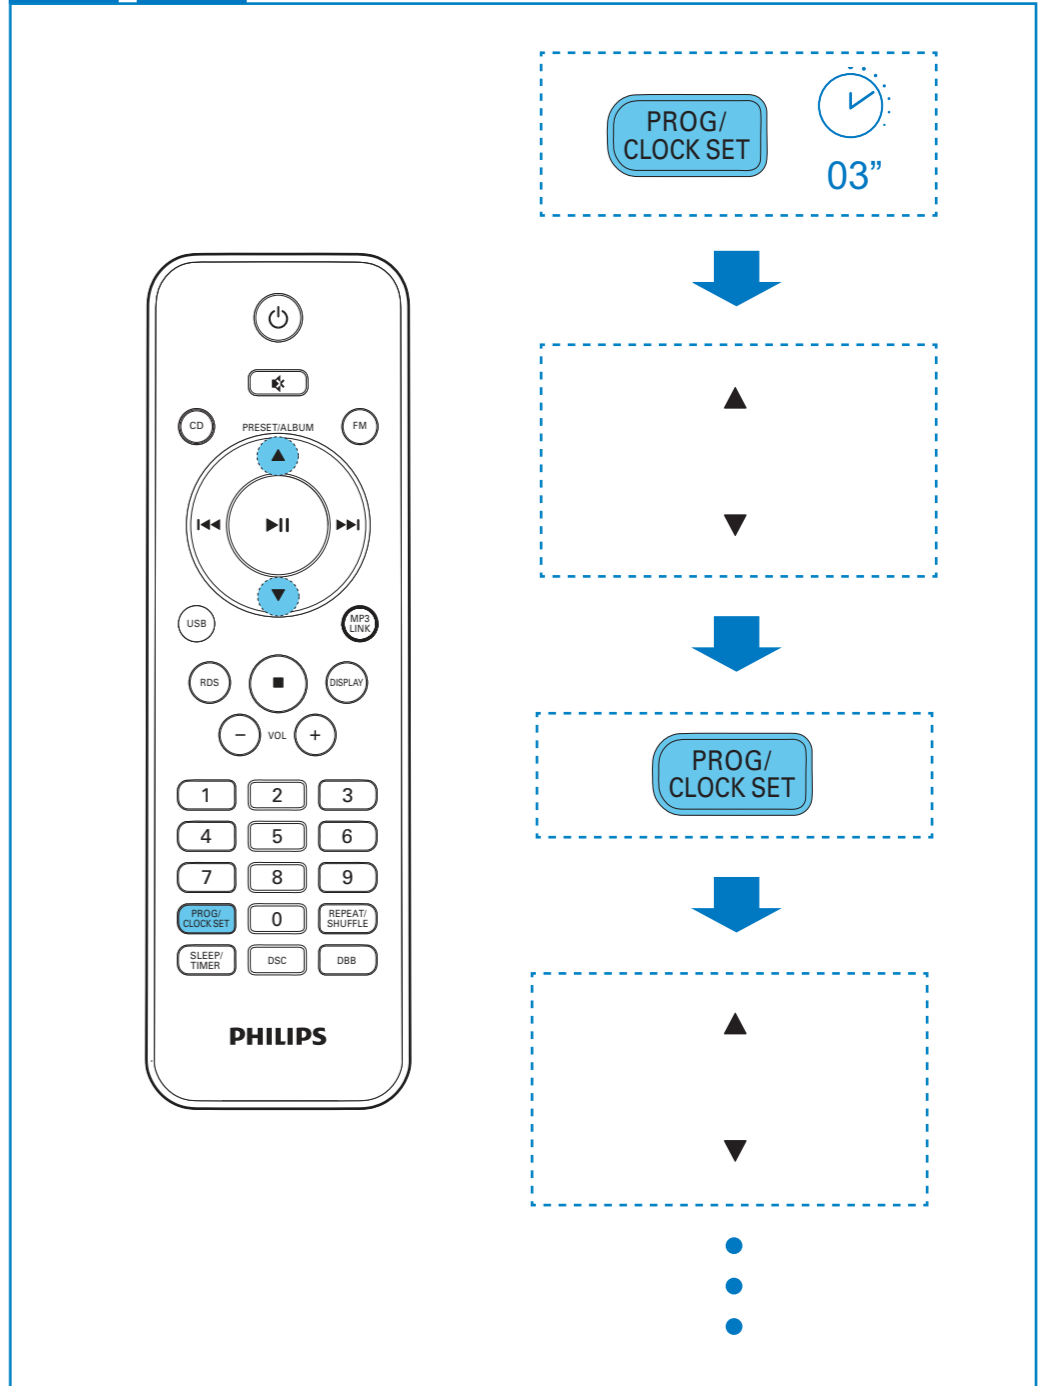 PROG/
CLOCK SET
03”
CD
PRESET/ALBUM
FM
USB
MP3
LINK
RDS
DISPLAY
VOL
1 2 3
4 5 6
7 8 9
PROG/
CLOCK SET
0
REPEAT/
SHUFFLE
SLEEP/
TIMER
DSC
DBB
PHILIPS
PROG/
CLOCK SET